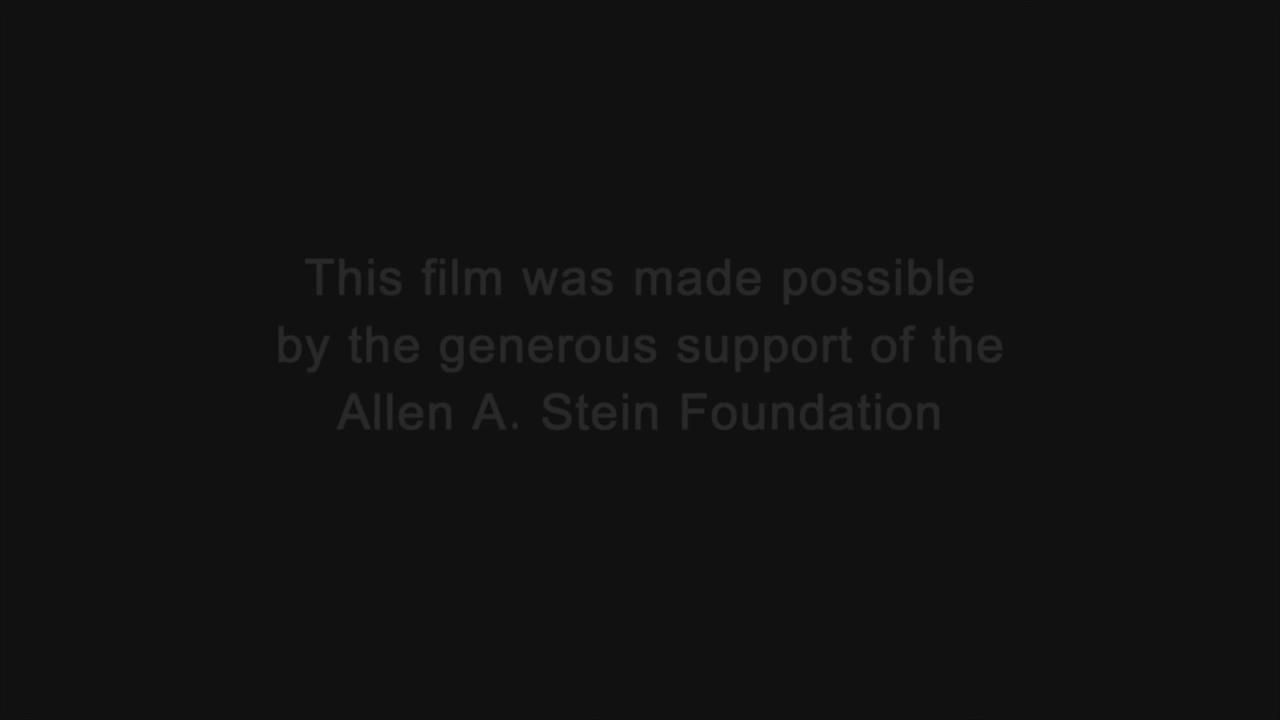 This film was made possible
by the generous support of the
Allen A. Stein Foundation